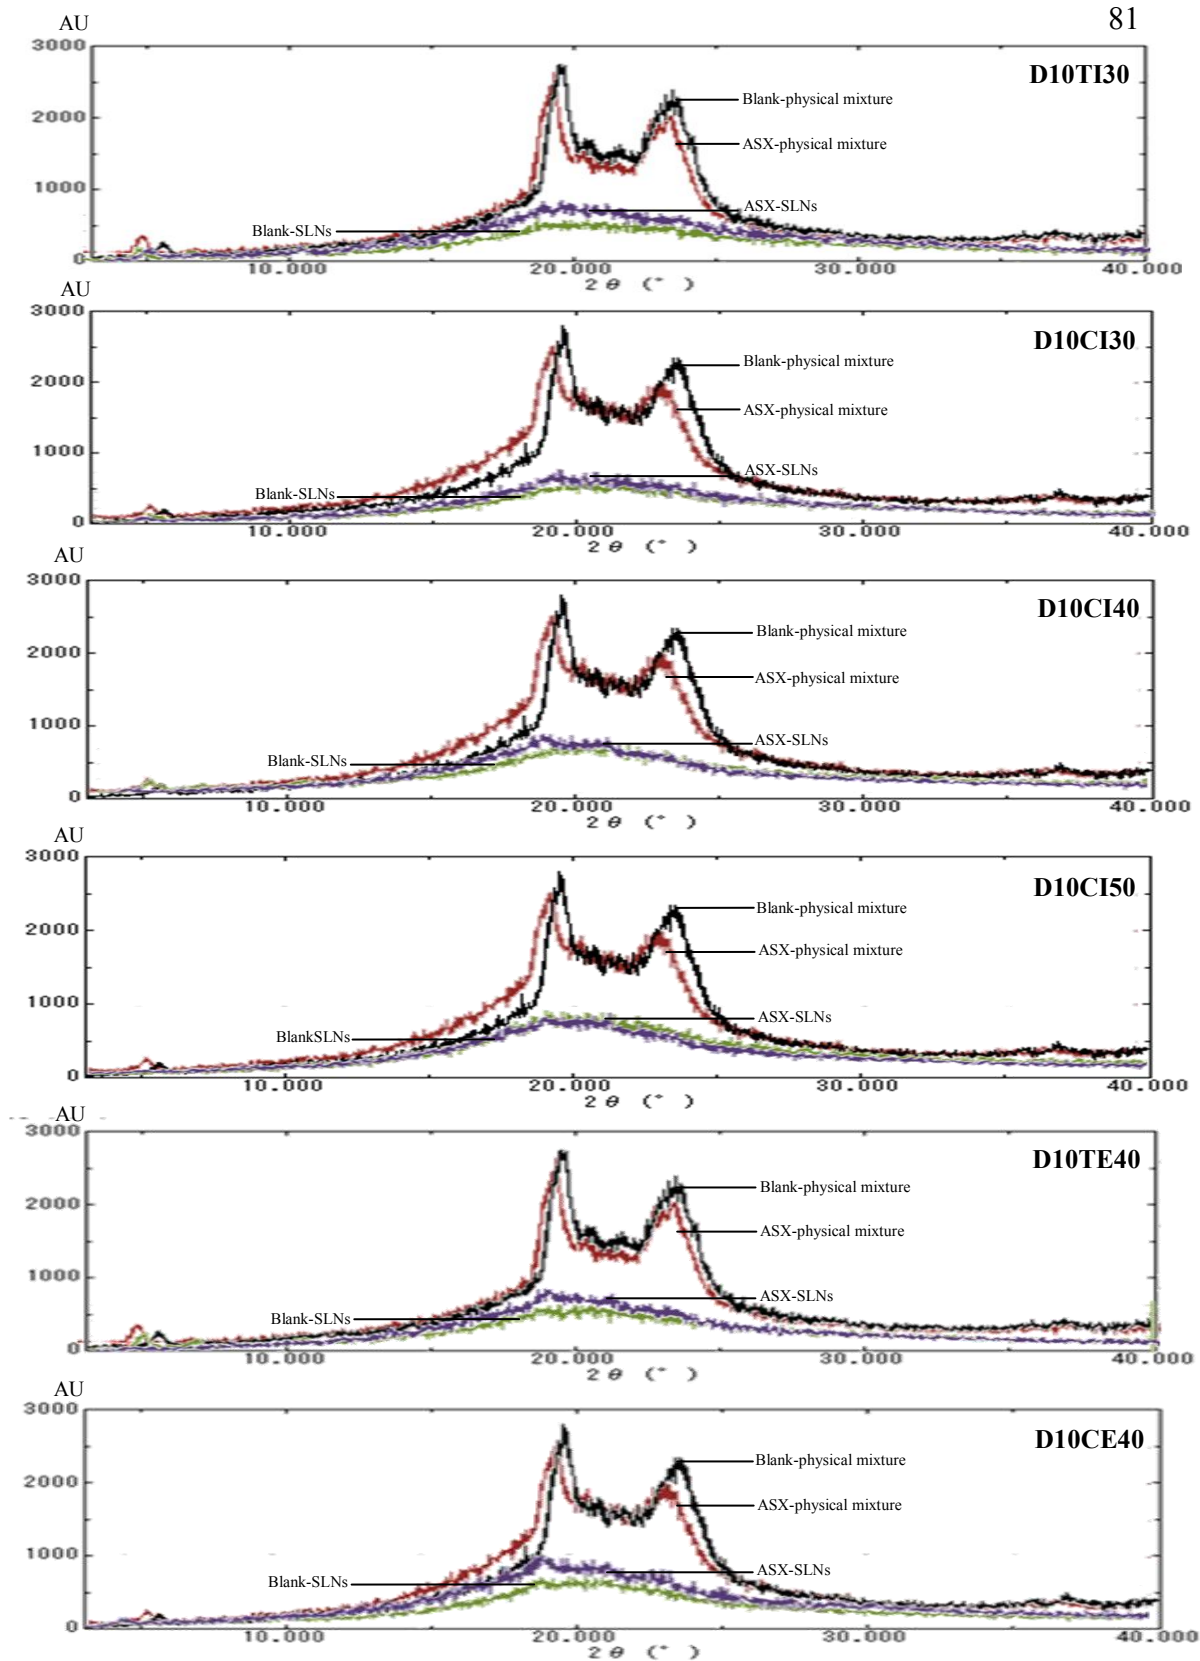 81
AU
3000
D10TI30
Blank-physical mixture
2000
ASX-physical mixture
1000
ASX-SLNs
Blank-SLNs
0
10.000 20.000 30.000 40.000
2θ (°)
AU
3000
D10CI30
Blank-physical mixture
2000
ASX-physical mixture
1000
ASX-SLNs
Blank-SLNs
0
10.000 20.000 30.000 40.000
2θ (°)
AU
3000
D10CI40
Blank-physical mixture
2000
ASX-physical mixture
1000
ASX-SLNs
Blank-SLNs
0
10.000 20.000 30.000 40.000
2θ (°)
AU
3000
D10CI50
Blank-physical mixture
2000
ASX-physical mixture
1000
ASX-SLNs
BlankSLNs
0
10.000 20.000 30.000 40.000
2θ (°)
AU
3000
D10TE40
Blank-physical mixture
2000
ASX-physical mixture
1000
ASX-SLNs
Blank-SLNs
0
10.000 20.000 30.000 40.000
2θ (°)
AU
3000
D10CE40
Blank-physical mixture
2000
ASX-physical mixture
1000
ASX-SLNs
Blank-SLNs
0
10.000 20.000 30.000 40.000
2θ (°)